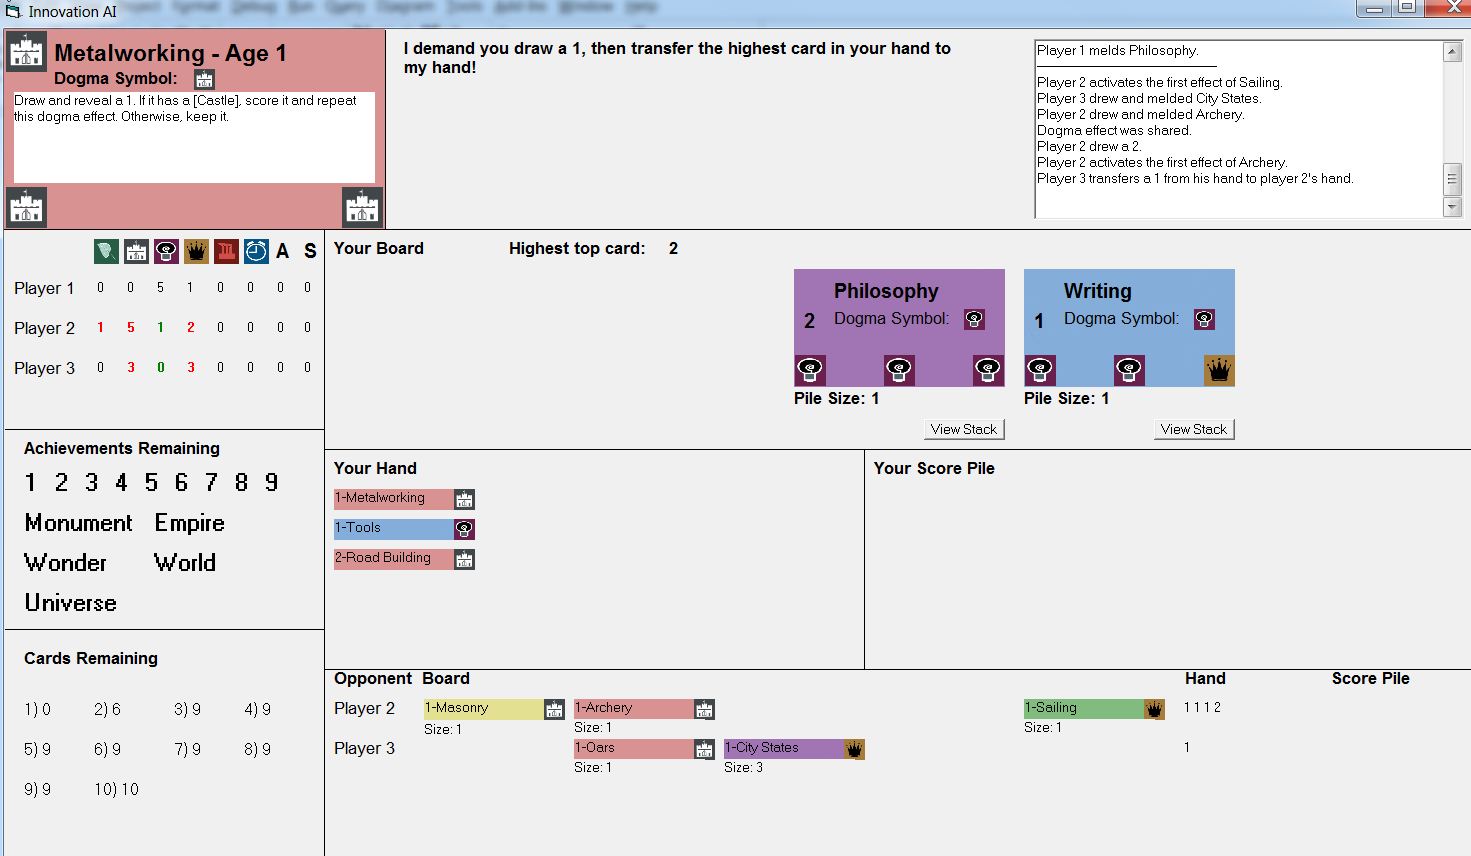 Innovation AI
Metalworking - Age 1
Dogma Symbol:
Draw and reveal a 1. If it has a [Castle], score it and repeat
this dogma effect. Otherwise, keep it.
I demand you draw a 1, then transfer the highest card in your hand to
my hand!
Player 1 melds Philosophy.
Player 2 activates the first effect of Sailing.
Player 3 drew and melded City States.
Player 2 drew and melded Archery.
Dogma effect was shared.
Player 2 drew a 2.
Player 2 activates the first effect of Archery.
Player 3 transfers a 1 from his hand to player 2's hand.
A S
Player 1 0 0 5 1 0 0 0 0
Player 2 1 5 1 2 0 0 0 0
Player 3 0 3 0 3 0 0 0 0
Achievements Remaining
1 2 3 4 5 6 7 8 9
Monument Empire
Wonder World
Universe
Cards Remaining
1) 0 2) 6 3) 9 4) 9
5) 9 6) 9 7) 9 8) 9
9) 9 10) 10
Your Board Highest top card: 2
Philosophy
2 Dogma Symbol:
Pile Size: 1
View Stack
Writing
1 Dogma Symbol:
Pile Size: 1
View Stack
Your Hand
1-Metalworking
1-Tools
2-Road Building
Your Score Pile
Opponent Board Hand Score Pile
Player 2 1-Masonry 1-Archery 1-Sailing 1 1 1 2
Size: 1 Size: 1 Size: 1
Player 3 1-Oars 1-City States 1
Size: 1 Size: 3